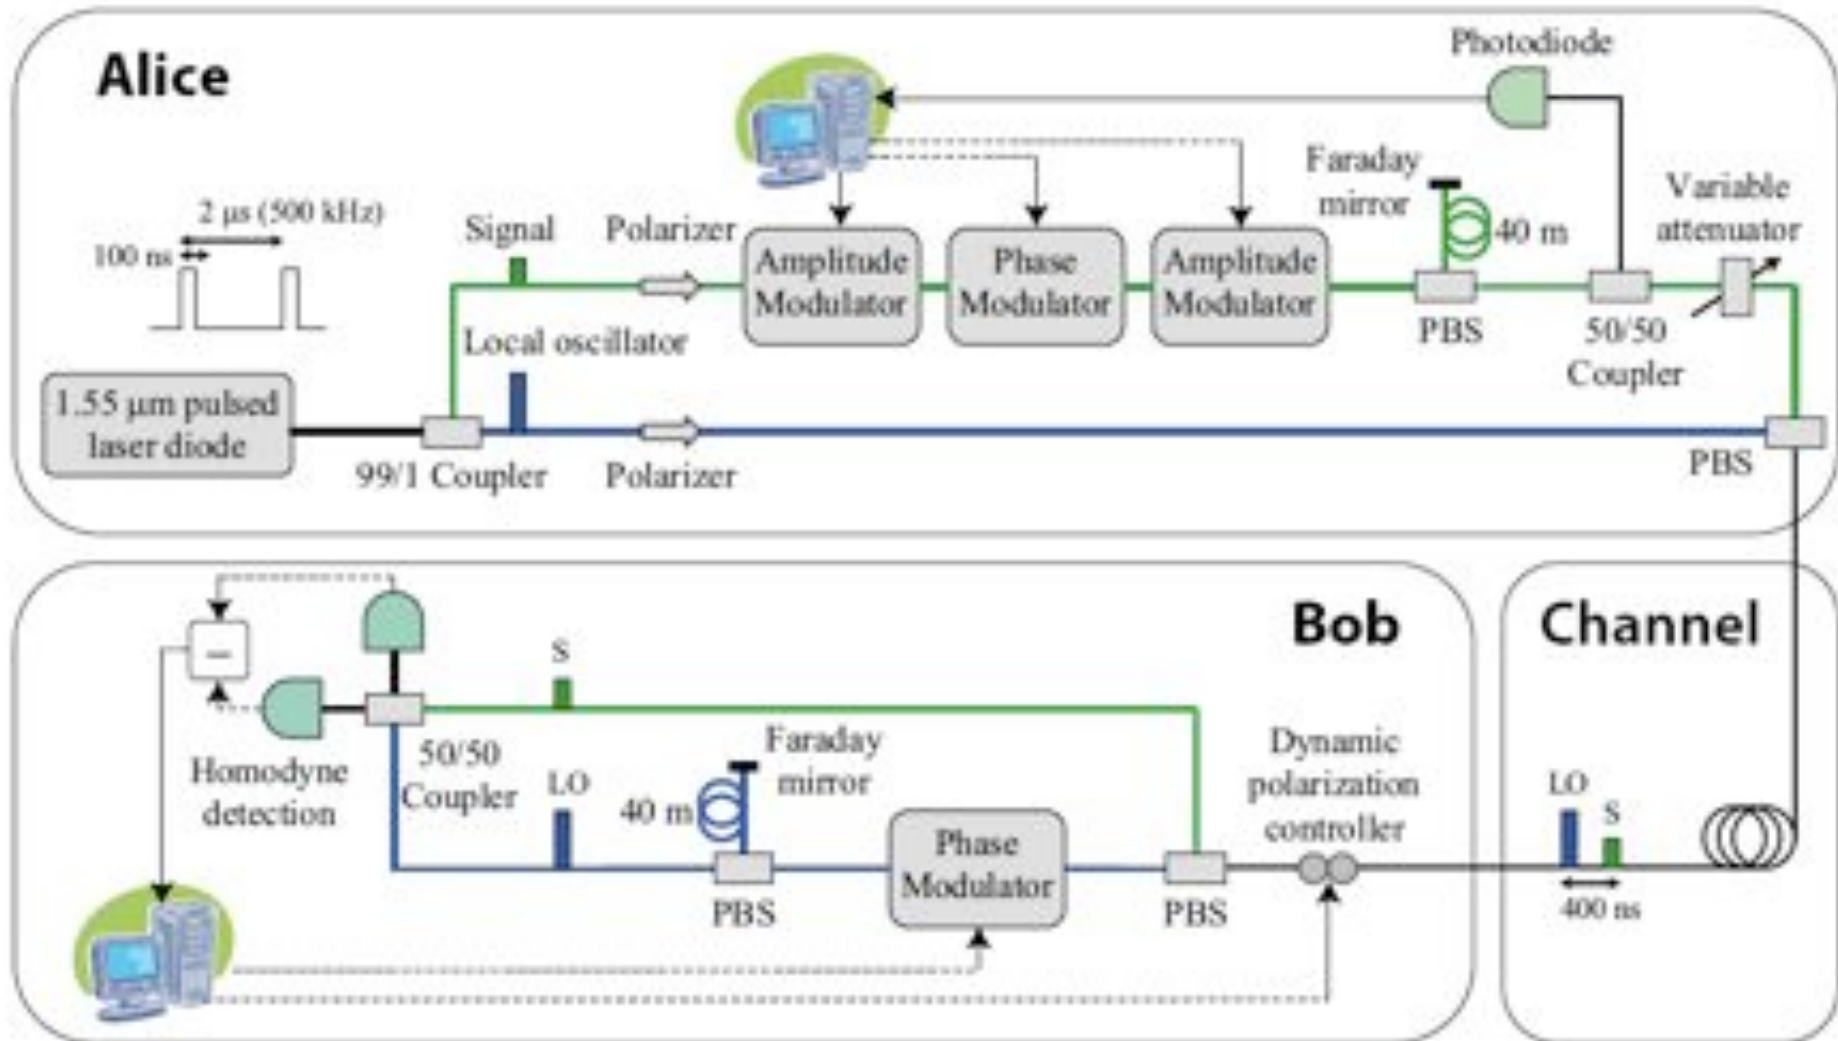 Alice
Photodiode
Faraday
mirror
40 m
Variable
attenuator
2 µs (500 kHz)
100 ns
Signal
Polarizer
Amplitude
Modulator
Phase
Modulator
Amplitude
Modulator
PBS
50/50
Coupler
Local oscillator
1.55 µm pulsed
laser diode
99/1 Coupler
Polarizer
PBS
Bob
Channel
–
S
Homodyne
detection
50/50
Coupler
LO
40 m
Faraday
mirror
Phase
Modulator
Dynamic
polarization
controller
PBS
PBS
LO
S
400 ns